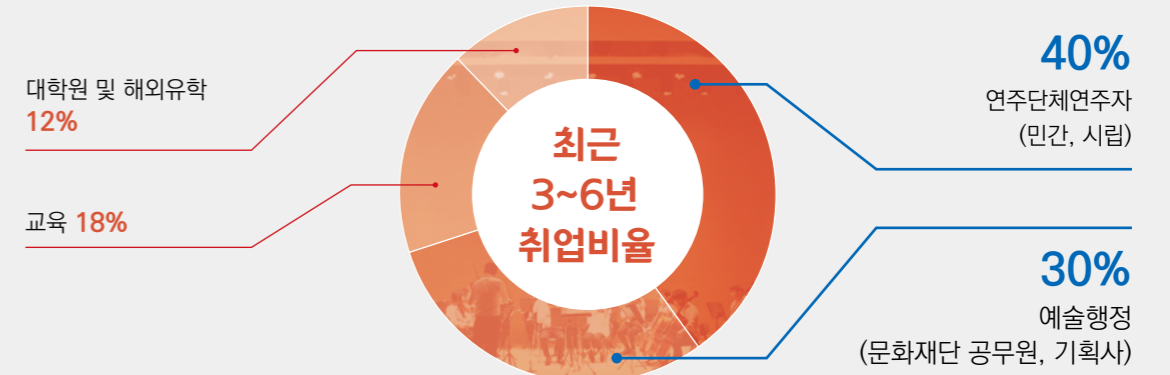 대학원 및 해외유학
12%
교육 18%
최근
3~6년
취업비율
40%
연주단체연주자
(민간, 시립)
30%
예술행정
(문화재단 공무원, 기획사)